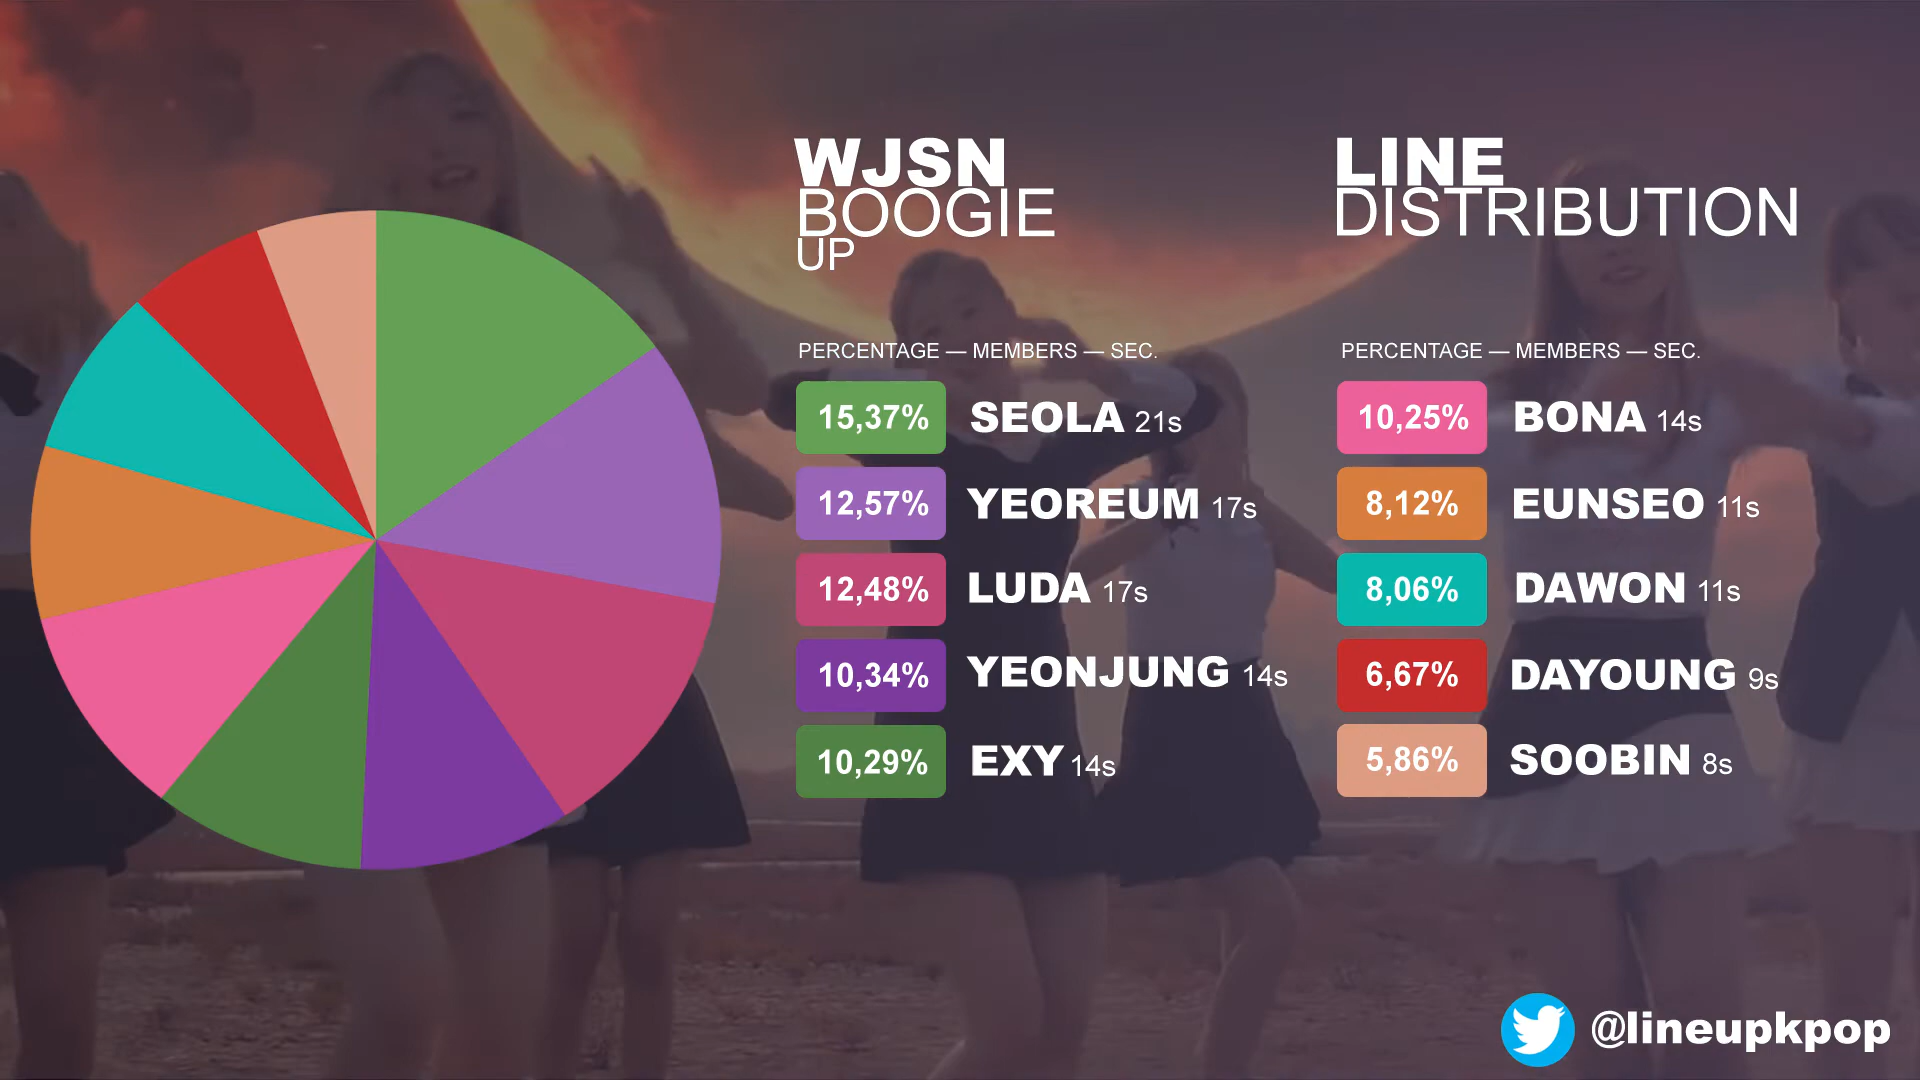 WJSN
BOOGIE
UP
LINE
DISTRIBUTION
PERCENTAGE — MEMBERS — SEC.
15,37% SEOLA 21s
12,57% YEOREUM 17s
12,48% LUDA 17s
10,34% YEONJUNG 14s
10,29% EXY 14s
PERCENTAGE — MEMBERS — SEC.
10,25% BONA 14s
8,12% EUNSEO 11s
8,06% DAWON 11s
6,67% DAYOUNG 9s
5,86% SOOBIN 8s
@lineupkpop